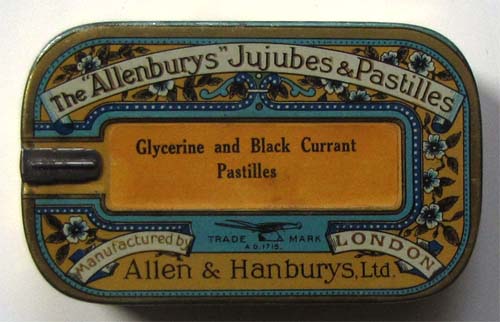 The "Allenburys" Jujubes & Pastilles
Glycerine and Black Currant
Pastilles
TRADE MARK
A.D. 1715.
Manufactured by
LONDON
Allen & Hanburys, Ltd.